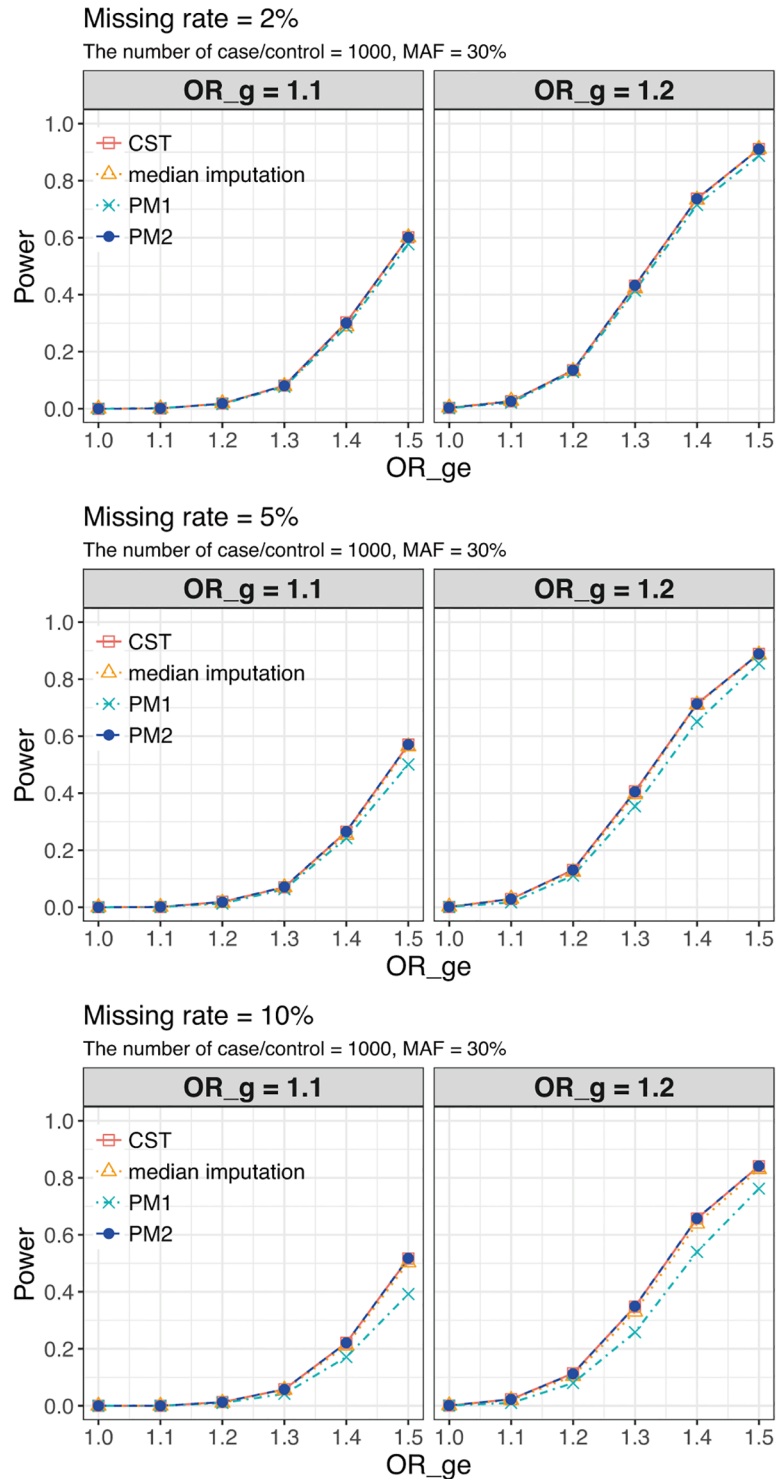 Missing rate = 2%
The number of case/control = 1000, MAF = 30%
OR_g = 1.1 OR_g = 1.2
1.0
0.8
0.6
0.4
0.2
0.0
Power
CST
median imputation
PM1
PM2
1.0 1.1 1.2 1.3 1.4 1.5 1.0 1.1 1.2 1.3 1.4 1.5
OR_ge
Missing rate = 5%
The number of case/control = 1000, MAF = 30%
OR_g = 1.1 OR_g = 1.2
1.0
0.8
0.6
0.4
0.2
0.0
Power
CST
median imputation
PM1
PM2
1.0 1.1 1.2 1.3 1.4 1.5 1.0 1.1 1.2 1.3 1.4 1.5
OR_ge
Missing rate = 10%
The number of case/control = 1000, MAF = 30%
OR_g = 1.1 OR_g = 1.2
1.0
0.8
0.6
0.4
0.2
0.0
Power
CST
median imputation
PM1
PM2
1.0 1.1 1.2 1.3 1.4 1.5 1.0 1.1 1.2 1.3 1.4 1.5
OR_ge